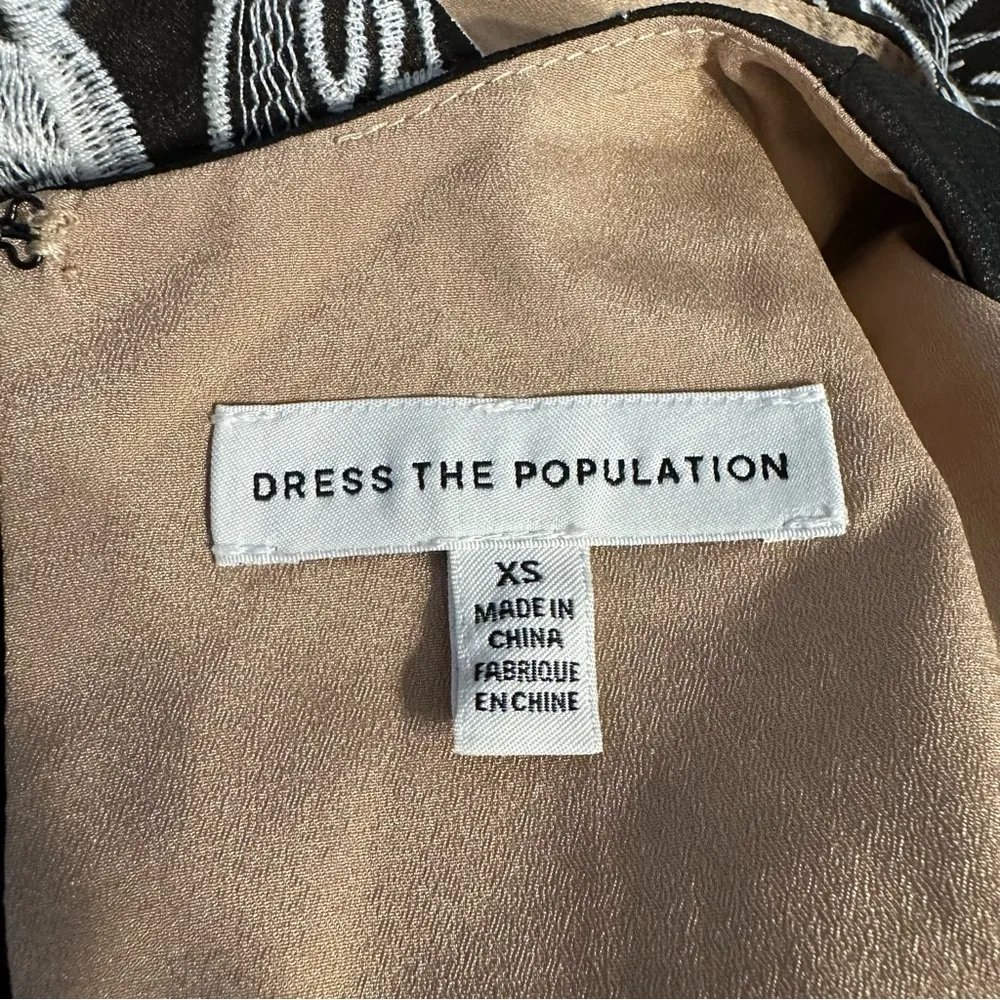 DRESS THE POPULATION
XS
MADE IN
CHINA
FABRIQUE
EN CHINE